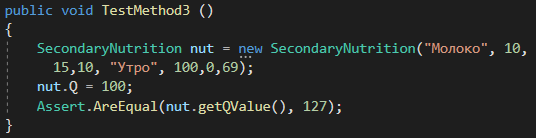 public void TestMethod3 ()
{
SecondaryNutrition nut = new SecondaryNutrition("Молоко", 10,
15,10, "Утро", 100,0,69);
nut.Q = 100;
Assert.AreEqual(nut.getQValue(), 127);
}